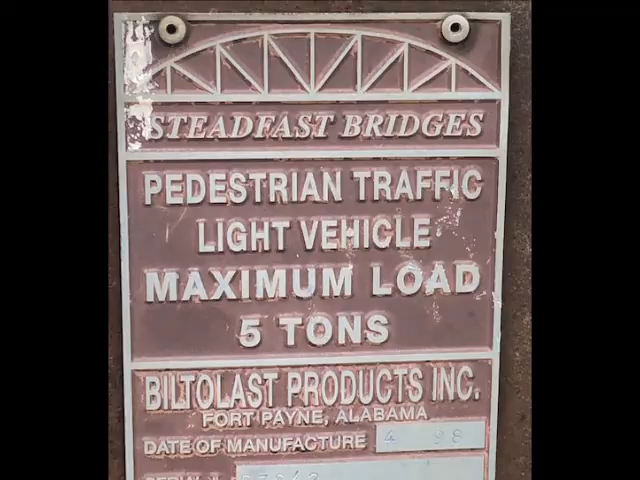 STEADFAST BRIDGES
PEDESTRIAN TRAFFIC
LIGHT VEHICLE
MAXIMUM LOAD
5 TONS
BILTOLAST PRODUCTS INC.
FORT PAYNE, ALABAMA
DATE OF MANUFACTURE 4 98